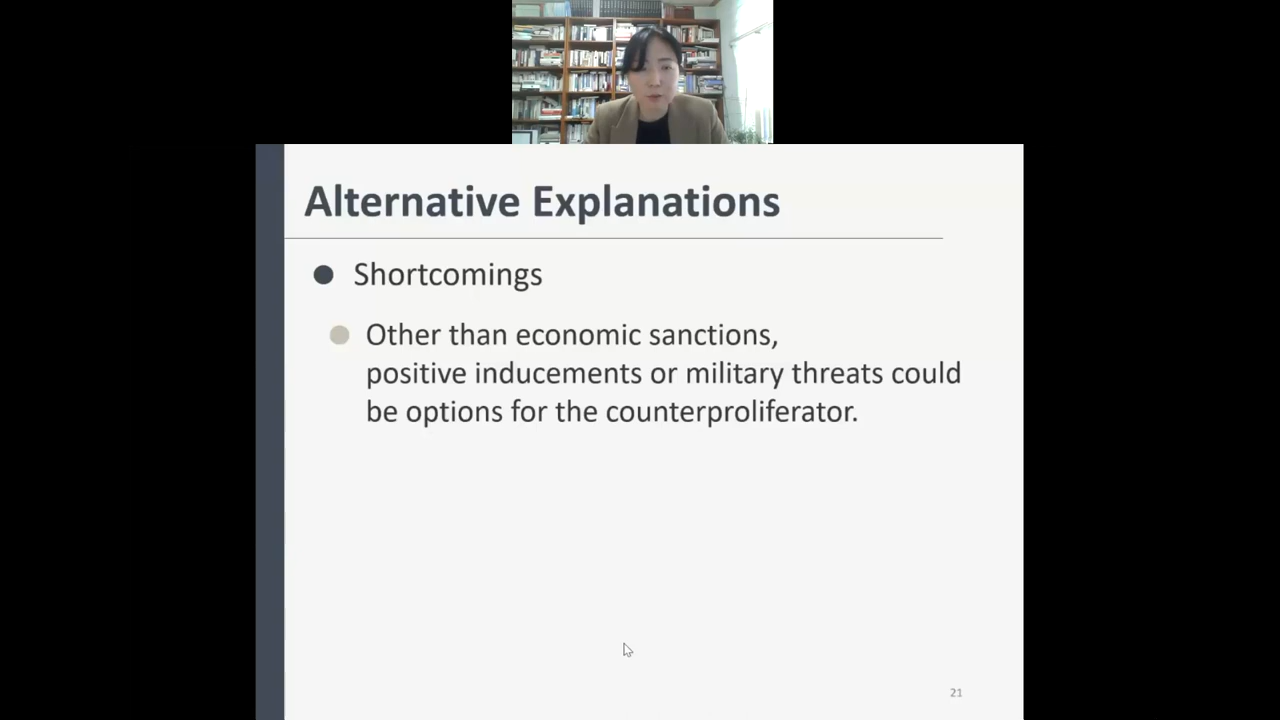 Alternative Explanations
Shortcomings
Other than economic sanctions,
positive inducements or military threats could
be options for the counterproliferator.
21